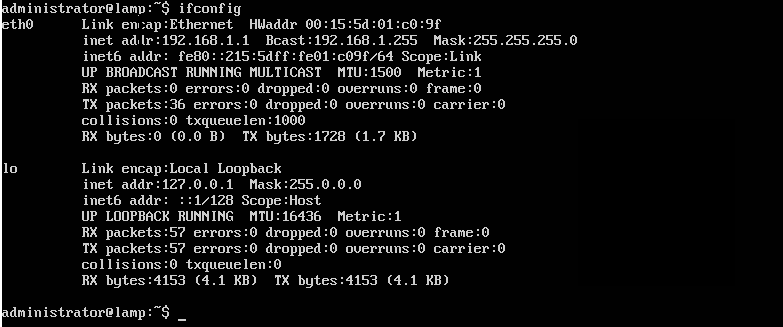 administrator@lamp:~$ ifconfig
eth0 Link encap:Ethernet HWaddr 00:15:5d:01:c0:9f
inet addr:192.168.1.1 Bcast:192.168.1.255 Mask:255.255.255.0
inet6 addr: fe80::215:5dff:fe01:c09f/64 Scope:Link
UP BROADCAST RUNNING MULTICAST MTU:1500 Metric:1
RX packets:0 errors:0 dropped:0 overruns:0 frame:0
TX packets:36 errors:0 dropped:0 overruns:0 carrier:0
collisions:0 txqueuelen:1000
RX bytes:0 (0.0 B) TX bytes:1728 (1.7 KB)
lo Link encap:Local Loopback
inet addr:127.0.0.1 Mask:255.0.0.0
inet6 addr: ::1/128 Scope:Host
UP LOOPBACK RUNNING MTU:16436 Metric:1
RX packets:57 errors:0 dropped:0 overruns:0 frame:0
TX packets:57 errors:0 dropped:0 overruns:0 carrier:0
collisions:0 txqueuelen:0
RX bytes:4153 (4.1 KB) TX bytes:4153 (4.1 KB)
administrator@lamp:~$ _